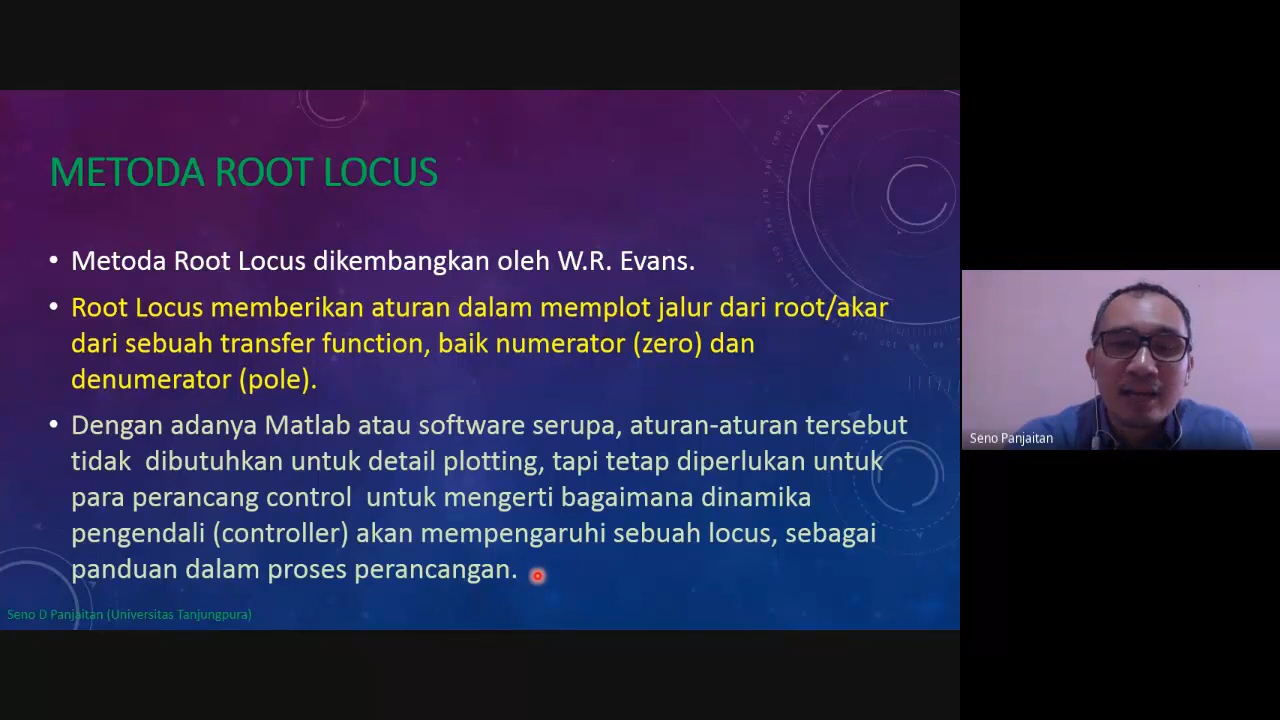 METODA ROOT LOCUS
• Metoda Root Locus dikembangkan oleh W.R. Evans.
• Root Locus memberikan aturan dalam memplot jalur dari root/akar
dari sebuah transfer function, baik numerator (zero) dan
denumerator (pole).
• Dengan adanya Matlab atau software serupa, aturan-aturan tersebut
tidak dibutuhkan untuk detail plotting, tapi tetap diperlukan untuk
para perancang control untuk mengerti bagaimana dinamika
pengendali (controller) akan mempengaruhi sebuah locus, sebagai
panduan dalam proses perancangan.
Seno D Panjaitan (Universitas Tanjungpura)
Seno Panjaitan